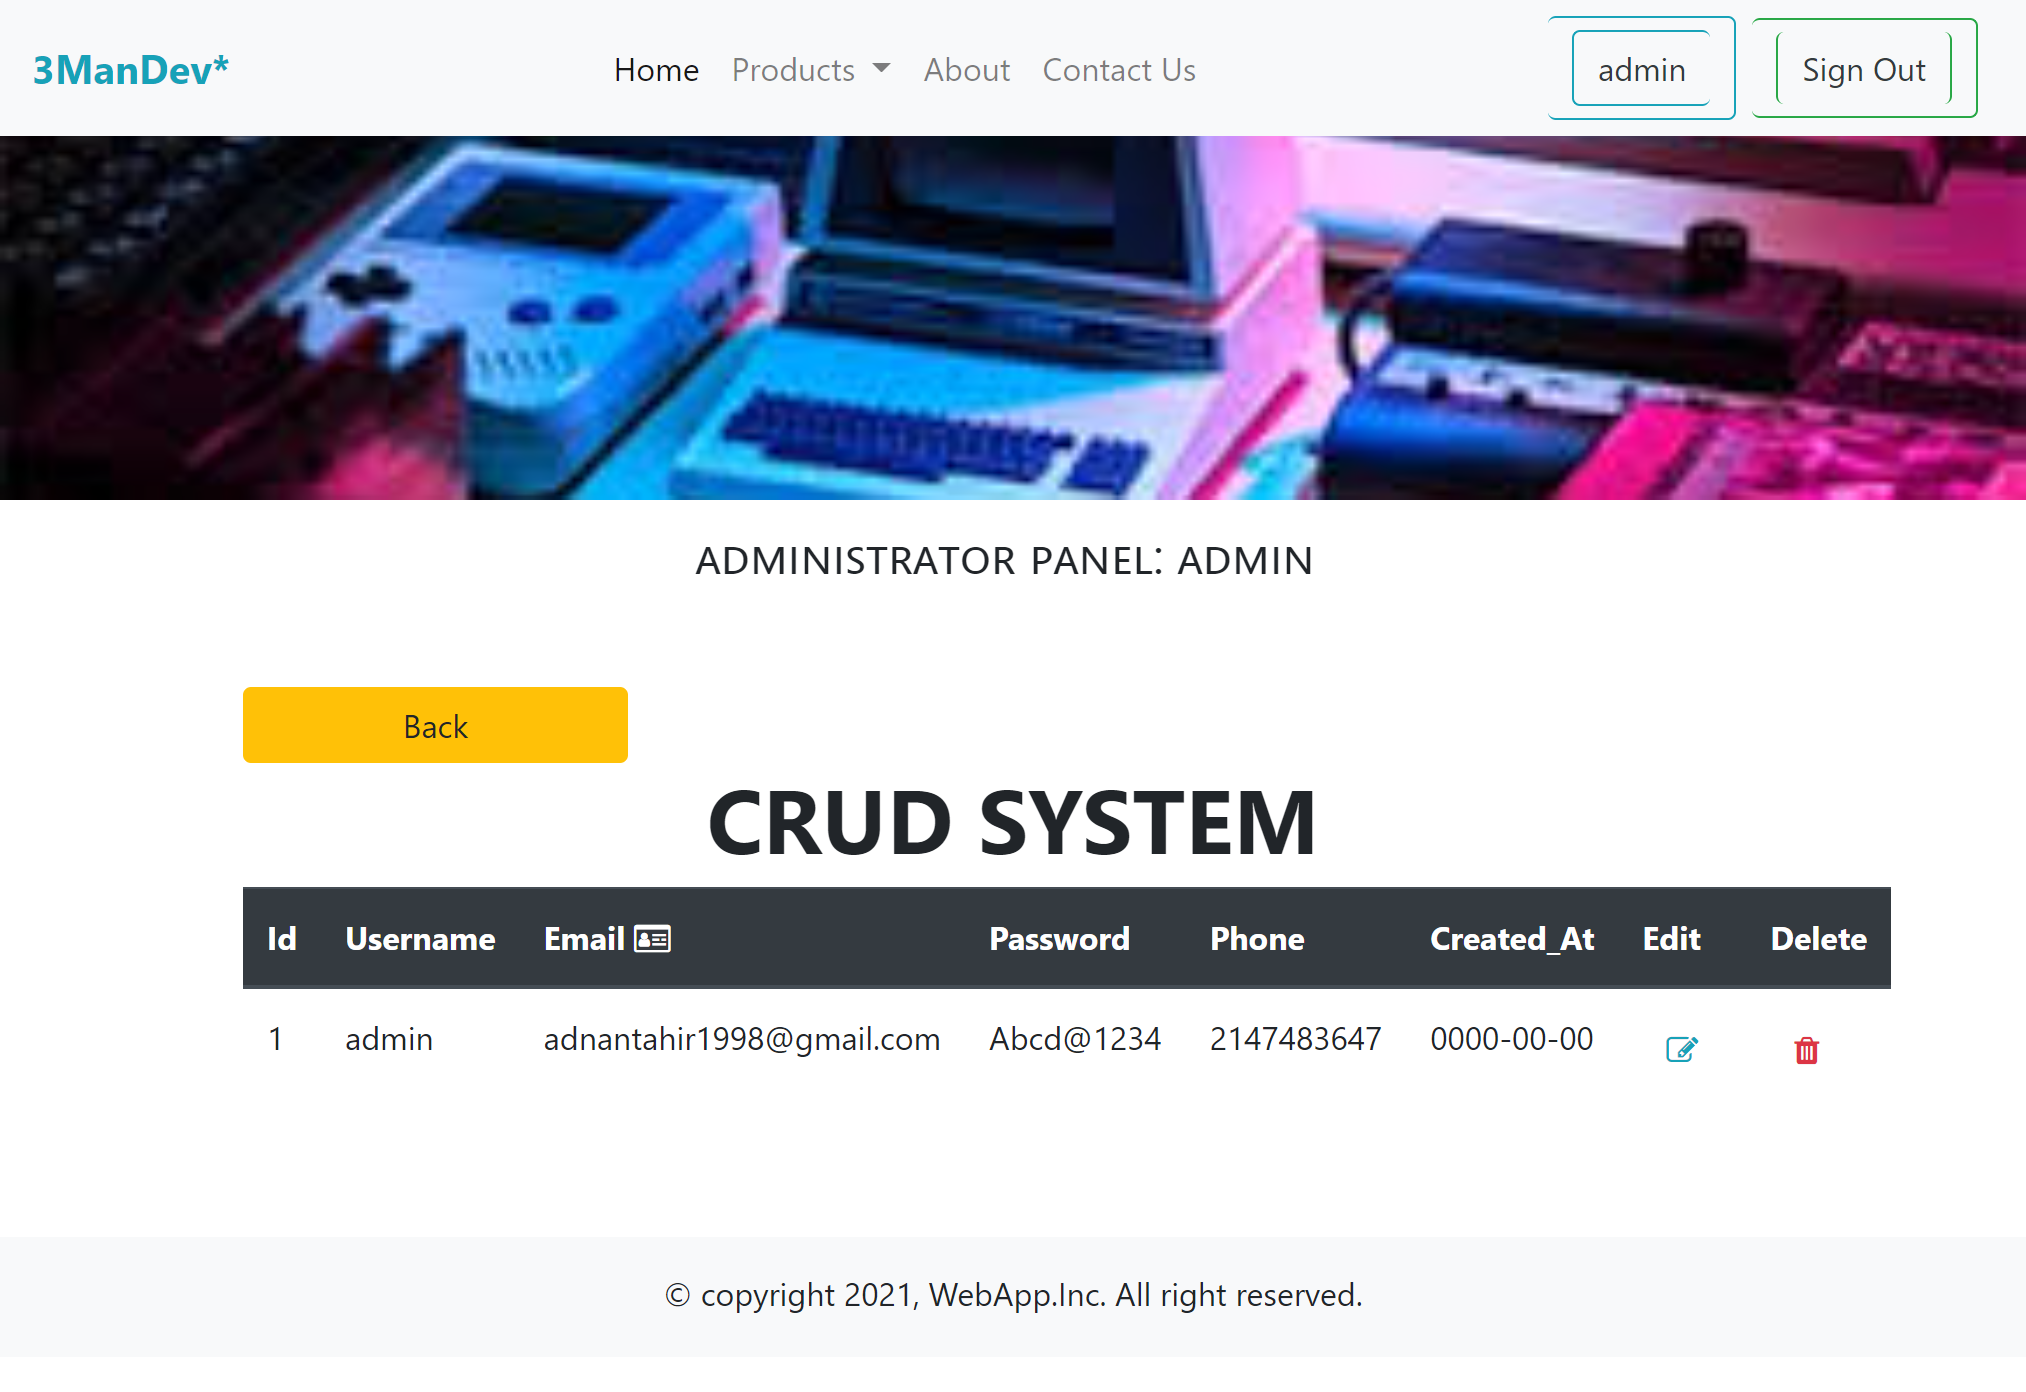 3ManDev*
Home Products About Contact Us
admin
Sign Out
ADMINISTRATOR PANEL: ADMIN
Back
CRUD SYSTEM
Id Username Email Password Phone Created_At Edit Delete
1 admin adnantahir1998@gmail.com Abcd@1234 2147483647 0000-00-00
© copyright 2021, WebApp.Inc. All right reserved.